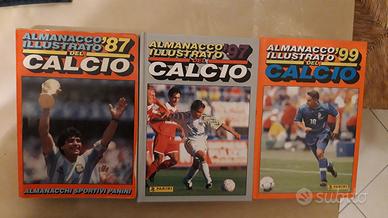 ALMANACCO '87
ILLUSTRATO
DEL
CALCIO
ALMANACCHI SPORTIVI PANINI
ALMANACCO '97
ILLUSTRATO
DEL
CALCIO
PANINI
ALMANACCO '99
ILLUSTRATO
DEL
CALCIO
10
PANINI
Subito